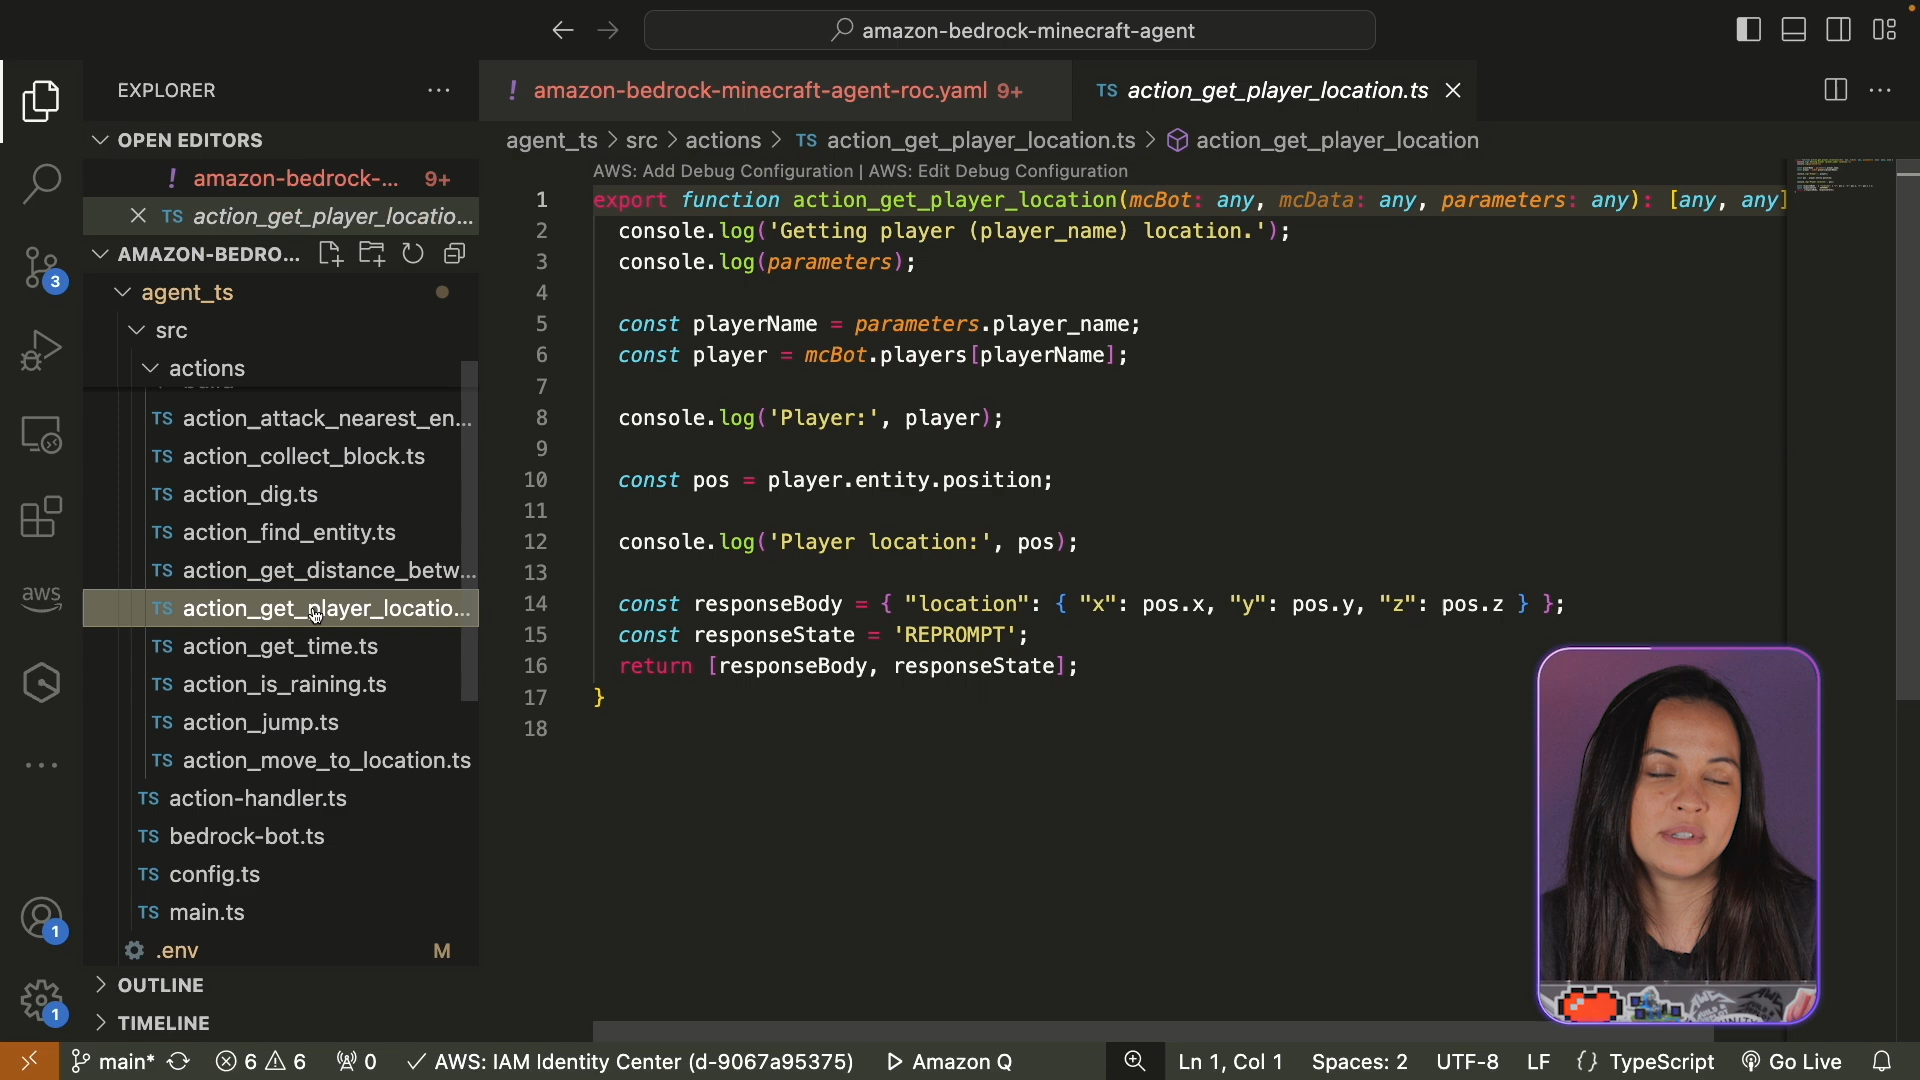 amazon-bedrock-minecraft-agent
EXPLORER
OPEN EDITORS
! amazon-bedrock-... 9+
TS action_get_player_locatio...
AMAZON-BEDRO...
agent_ts
src
actions
TS action_attack_nearest_en...
TS action_collect_block.ts
TS action_dig.ts
TS action_find_entity.ts
TS action_get_distance_betw...
TS action_get_player_locatio...
TS action_get_time.ts
TS action_is_raining.ts
TS action_jump.ts
TS action_move_to_location.ts
TS action-handler.ts
TS bedrock-bot.ts
TS config.ts
TS main.ts
.env M
OUTLINE
TIMELINE
3
aws
1
1
! amazon-bedrock-minecraft-agent-roc.yaml 9+
TS action_get_player_location.ts
agent_ts > src > actions > TS action_get_player_location.ts > action_get_player_location
AWS: Add Debug Configuration | AWS: Edit Debug Configuration
1 export function action_get_player_location(mcBot: any, mcData: any, parameters: any): [any, any]
2 console.log('Getting player (player_name) location.');
3 console.log(parameters);
4
5 const playerName = parameters.player_name;
6 const player = mcBot.players[playerName];
7
8 console.log('Player:', player);
9
10 const pos = player.entity.position;
11
12 console.log('Player location:', pos);
13
14 const responseBody = { "location": { "x": pos.x, "y": pos.y, "z": pos.z } };
15 const responseState = 'REPROMPT';
16 return [responseBody, responseState];
17 }
18
main* 6 6 0 AWS: IAM Identity Center (d-9067a95375) Amazon Q Ln 1, Col 1 Spaces: 2 UTF-8 LF {} TypeScript Go Live